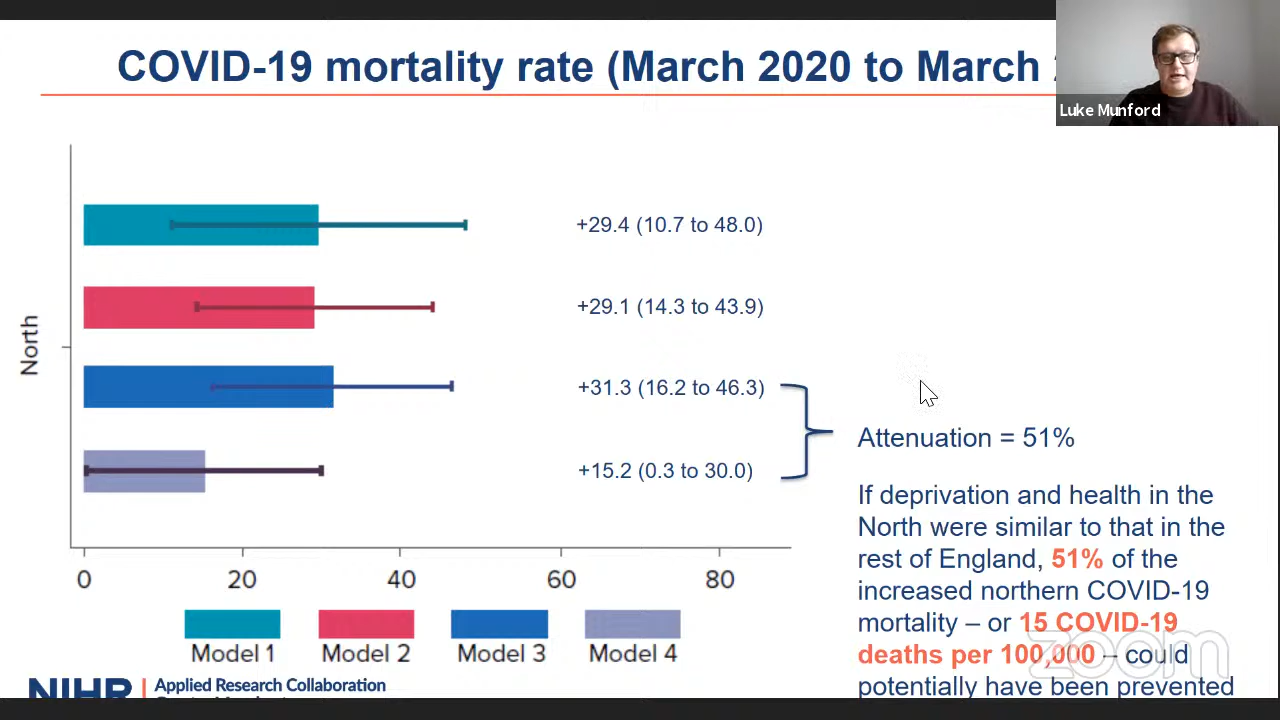 COVID-19 mortality rate (March 2020 to March
Luke Munford
North
+29.4 (10.7 to 48.0)
+29.1 (14.3 to 43.9)
+31.3 (16.2 to 46.3)
+15.2 (0.3 to 30.0)
0 20 40 60 80
Model 1 Model 2 Model 3 Model 4
Attenuation = 51%
If deprivation and health in the
North were similar to that in the
rest of England, 51% of the
increased northern COVID-19
mortality – or 15 COVID-19
deaths per 100,000 – could
potentially have been prevented
zoom
NIHR Applied Research Collaboration